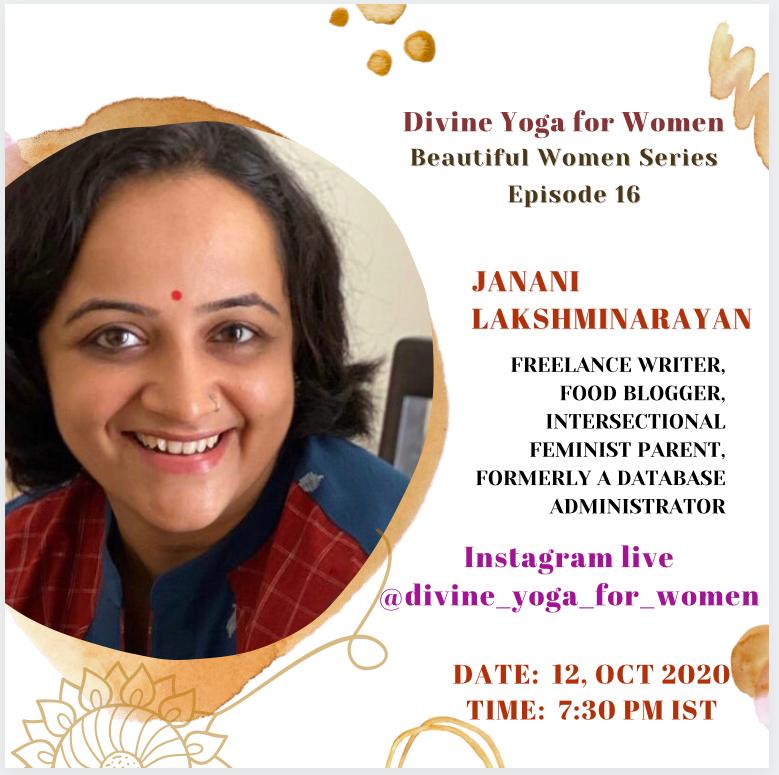 Divine Yoga for Women
Beautiful Women Series
Episode 16
JANANI
LAKSHMINARAYAN
FREELANCE WRITER,
FOOD BLOGGER,
INTERSECTIONAL
FEMINIST PARENT,
FORMERLY A DATABASE
ADMINISTRATOR
Instagram live
@divine_yoga_for_women
DATE: 12, OCT 2020
TIME: 7:30 PM IST